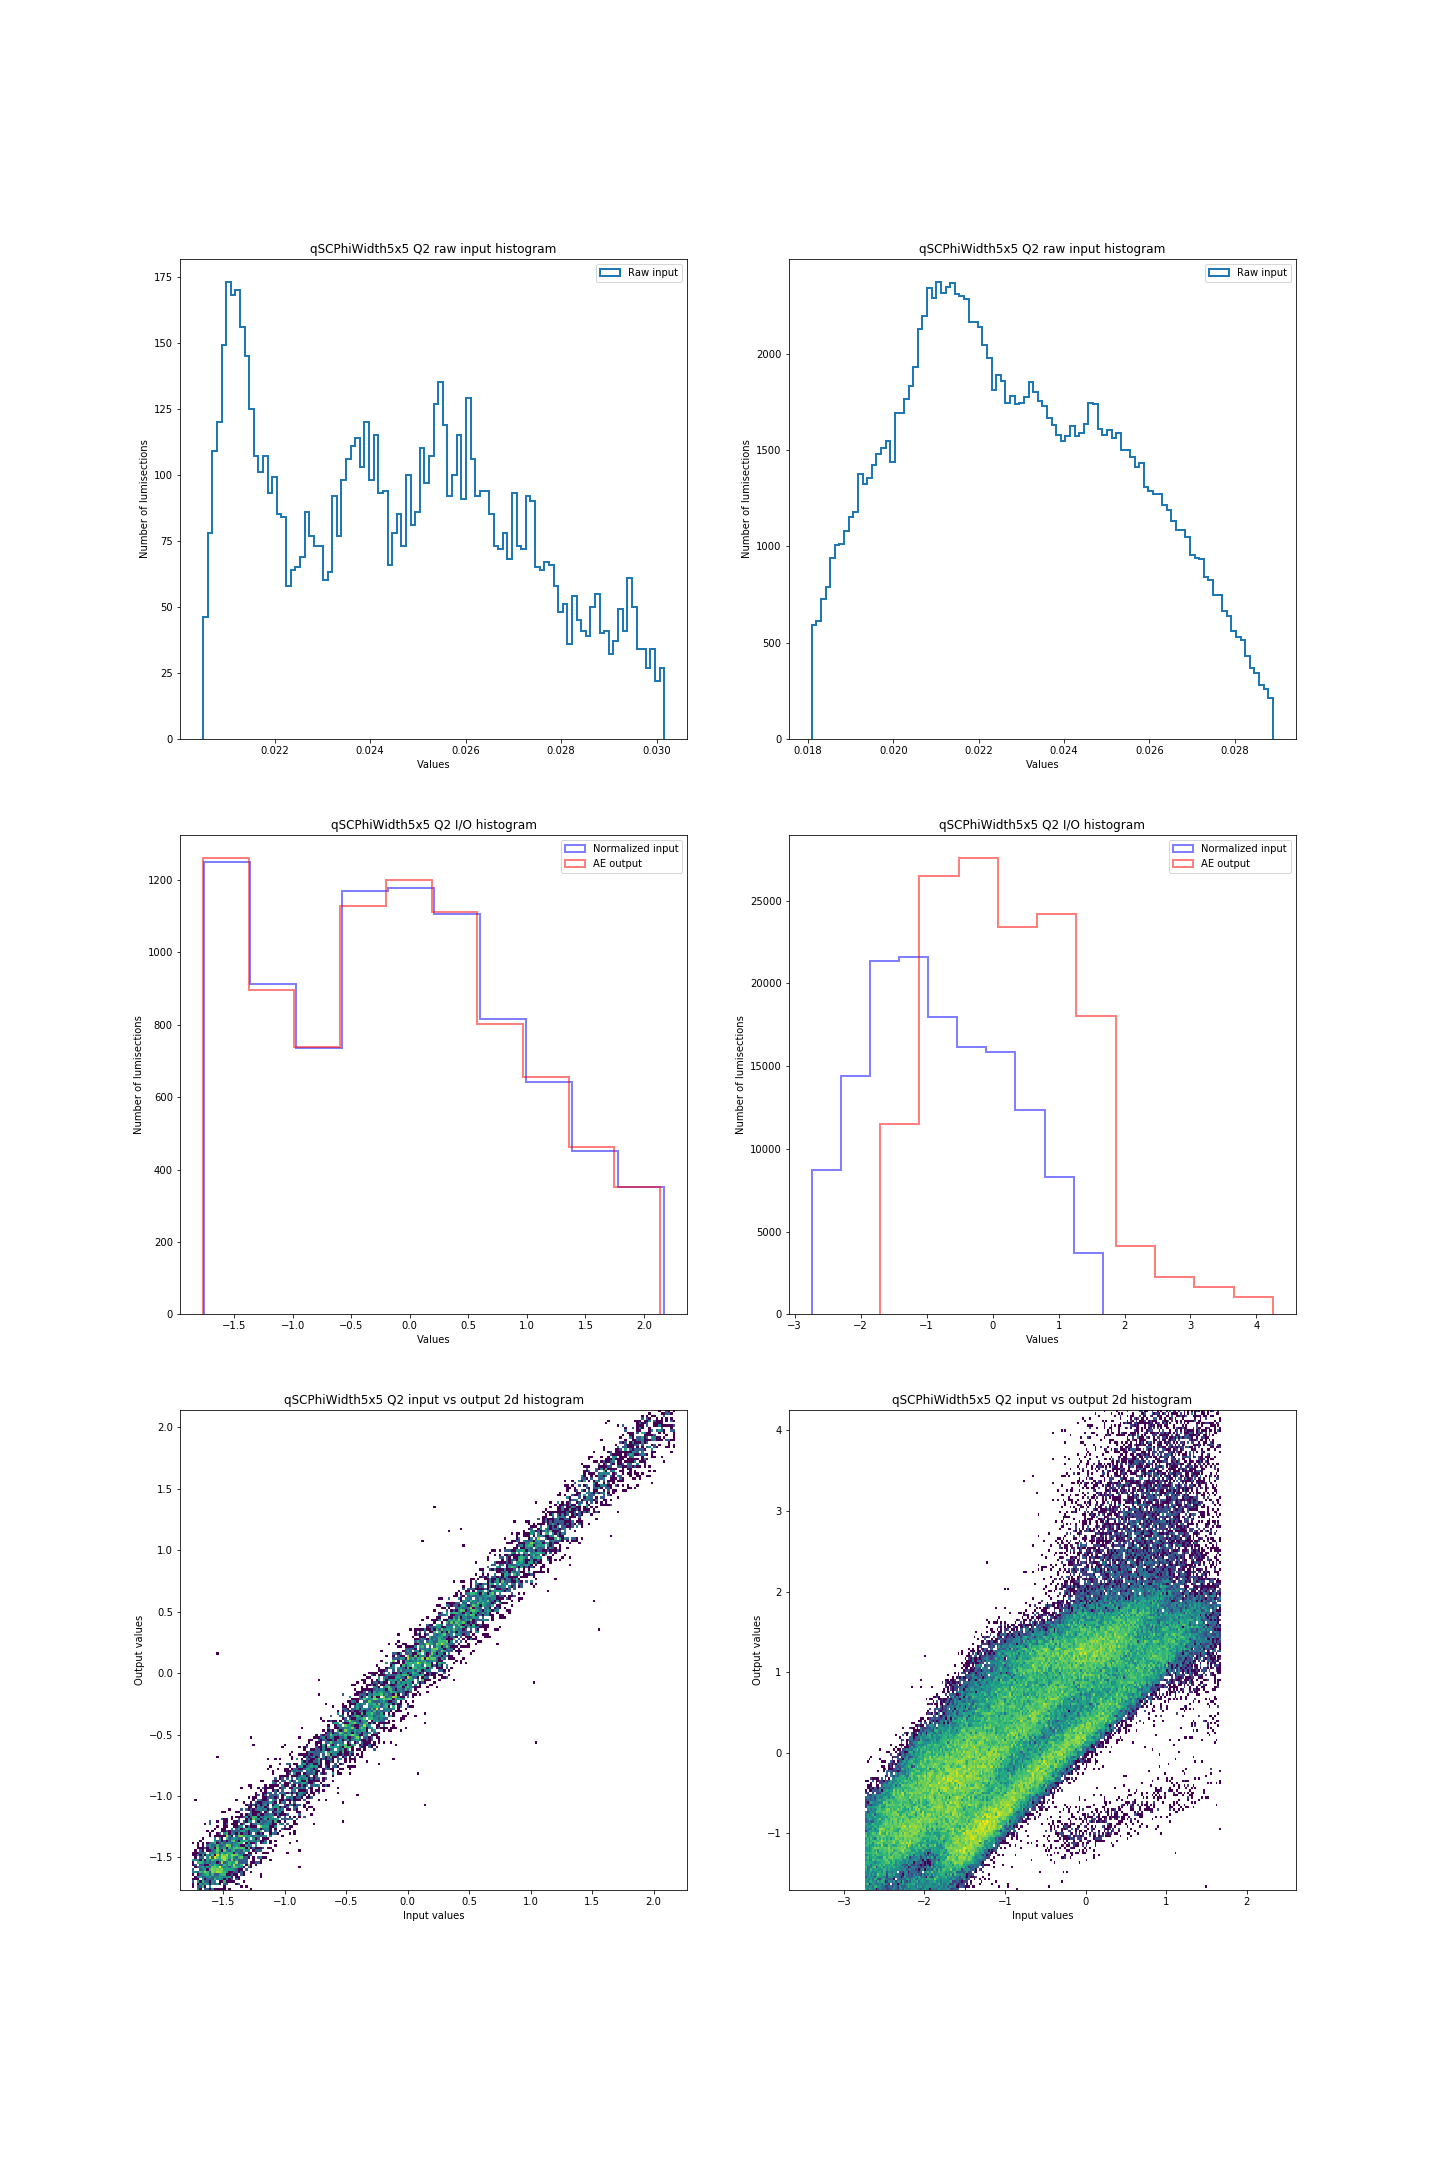 qSCPhiWidth5x5 Q2 raw input histogram
Raw input
Number of lumisections
175
150
125
100
75
50
25
0
0.022 0.024 0.026 0.028 0.030
Values
qSCPhiWidth5x5 Q2 raw input histogram
Raw input
Number of lumisections
2000
1500
1000
500
0
0.018 0.020 0.022 0.024 0.026 0.028
Values
qSCPhiWidth5x5 Q2 I/O histogram
Normalized input
AE output
Number of lumisections
1200
1000
800
600
400
200
0
−1.5 −1.0 −0.5 0.0 0.5 1.0 1.5 2.0
Values
qSCPhiWidth5x5 Q2 I/O histogram
Normalized input
AE output
Number of lumisections
25000
20000
15000
10000
5000
0
−3 −2 −1 0 1 2 3 4
Values
qSCPhiWidth5x5 Q2 input vs output 2d histogram
Output values
2.0
1.5
1.0
0.5
0.0
−0.5
−1.0
−1.5
−1.5 −1.0 −0.5 0.0 0.5 1.0 1.5 2.0
Input values
qSCPhiWidth5x5 Q2 input vs output 2d histogram
Output values
4
3
2
1
0
−1
−3 −2 −1 0 1 2
Input values